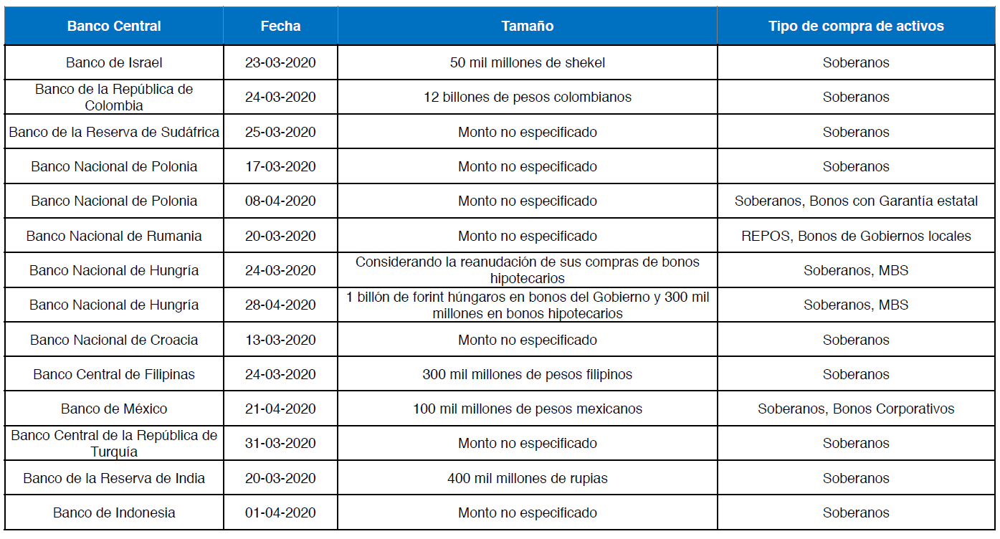 Banco Central Fecha Tamaño Tipo de compra de activos
Banco de Israel 23-03-2020 50 mil millones de shekel Soberanos
Banco de la República de
Colombia 24-03-2020 12 billones de pesos colombianos Soberanos
Banco de la Reserva de Sudáfrica 25-03-2020 Monto no especificado Soberanos
Banco Nacional de Polonia 17-03-2020 Monto no especificado Soberanos
Banco Nacional de Polonia 08-04-2020 Monto no especificado Soberanos, Bonos con Garantía estatal
Banco Nacional de Rumania 20-03-2020 Monto no especificado REPOS, Bonos de Gobiernos locales
Banco Nacional de Hungría 24-03-2020 Considerando la reanudación de sus compras de bonos
hipotecarios Soberanos, MBS
Banco Nacional de Hungría 28-04-2020 1 billón de forint húngaros en bonos del Gobierno y 300 mil
millones en bonos hipotecarios Soberanos, MBS
Banco Nacional de Croacia 13-03-2020 Monto no especificado Soberanos
Banco Central de Filipinas 24-03-2020 300 mil millones de pesos filipinos Soberanos
Banco de México 21-04-2020 100 mil millones de pesos mexicanos Soberanos, Bonos Corporativos
Banco Central de la República de
Turquía 31-03-2020 Monto no especificado Soberanos
Banco de la Reserva de India 20-03-2020 400 mil millones de rupias Soberanos
Banco de Indonesia 01-04-2020 Monto no especificado Soberanos